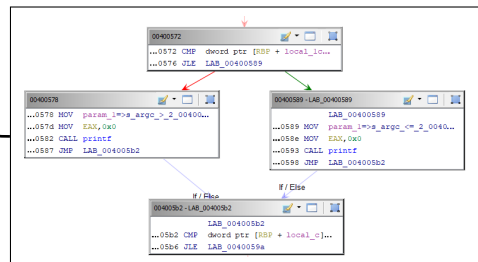 00400572
...0572 CMP dword ptr [RBP + local_1c...
...0576 JLE LAB_00400589
00400578
...0578 MOV param_1=>s_argc_>_2_00400...
...057d MOV EAX,0x0
...0582 CALL printf
...0587 JMP LAB_004005b2
00400589 - LAB_00400589
LAB_00400589
...0589 MOV param_1=>s_argc_<=_2_0040...
...058e MOV EAX,0x0
...0593 CALL printf
...0598 JMP LAB_004005b2
If / Else
If / Else
004005b2 - LAB_004005b2
LAB_004005b2
...05b2 CMP dword ptr [RBP + local_c]...
...05b6 JLE LAB_0040059a